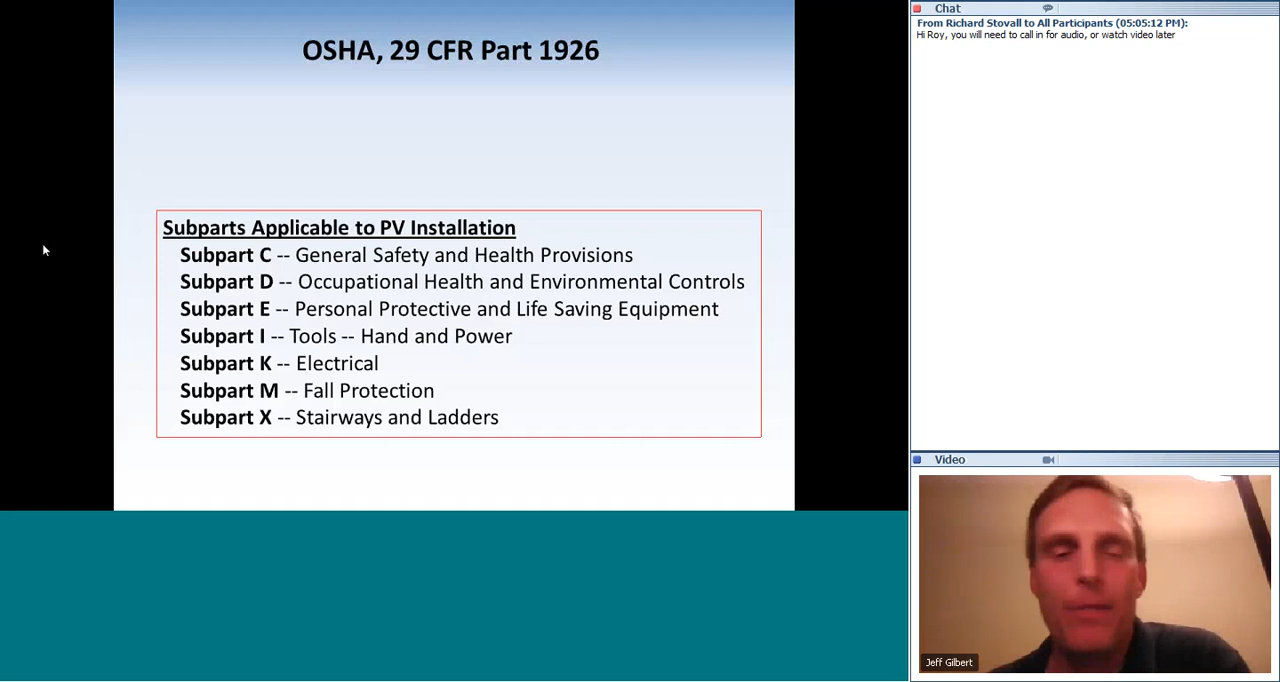 OSHA, 29 CFR Part 1926
Subparts Applicable to PV Installation
Subpart C -- General Safety and Health Provisions
Subpart D -- Occupational Health and Environmental Controls
Subpart E -- Personal Protective and Life Saving Equipment
Subpart I -- Tools -- Hand and Power
Subpart K -- Electrical
Subpart M -- Fall Protection
Subpart X -- Stairways and Ladders
Chat
From Richard Stovall to All Participants (05:05:12 PM):
Hi Roy, you will need to call in for audio, or watch video later
Video
Jeff Gilbert